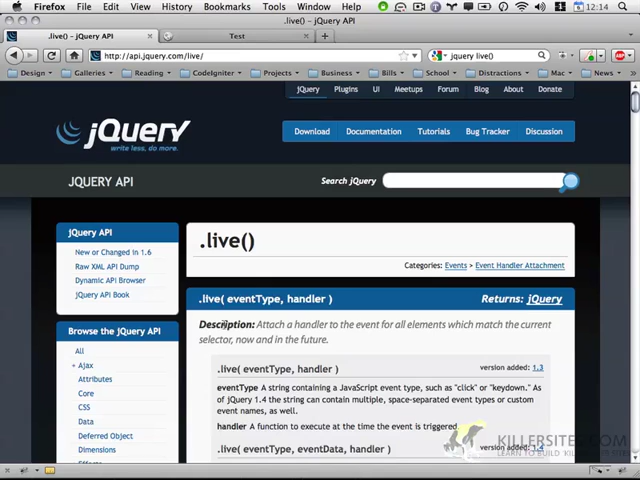 Firefox File Edit View History Bookmarks Tools Window Help 12:14
.live() – jQuery API
.live() – jQuery API Test
http://api.jquery.com/live/ jquery live()
Design Galleries Reading CodeIgniter Projects Business Bills School Distractions Mac News
jQuery Plugins UI Meetups Forum Blog About Donate
jQuery
write less, do more.
Download Documentation Tutorials Bug Tracker Discussion
JQUERY API Search jQuery
jQuery API
New or Changed in 1.6
Raw XML API Dump
Dynamic API Browser
jQuery API Book
Browse the jQuery API
All
Ajax
Attributes
Core
CSS
Data
Deferred Object
Dimensions
Effects
.live()
Categories: Events > Event Handler Attachment
.live( eventType, handler ) Returns: jQuery
Description: Attach a handler to the event for all elements which match the current
selector, now and in the future.
.live( eventType, handler ) version added: 1.3
eventType A string containing a JavaScript event type, such as "click" or "keydown." As
of jQuery 1.4 the string can contain multiple, space-separated event types or custom
event names, as well.
handler A function to execute at the time the event is triggered.
.live( eventType, eventData, handler ) version added: 1.4
KILLERSITES.COM